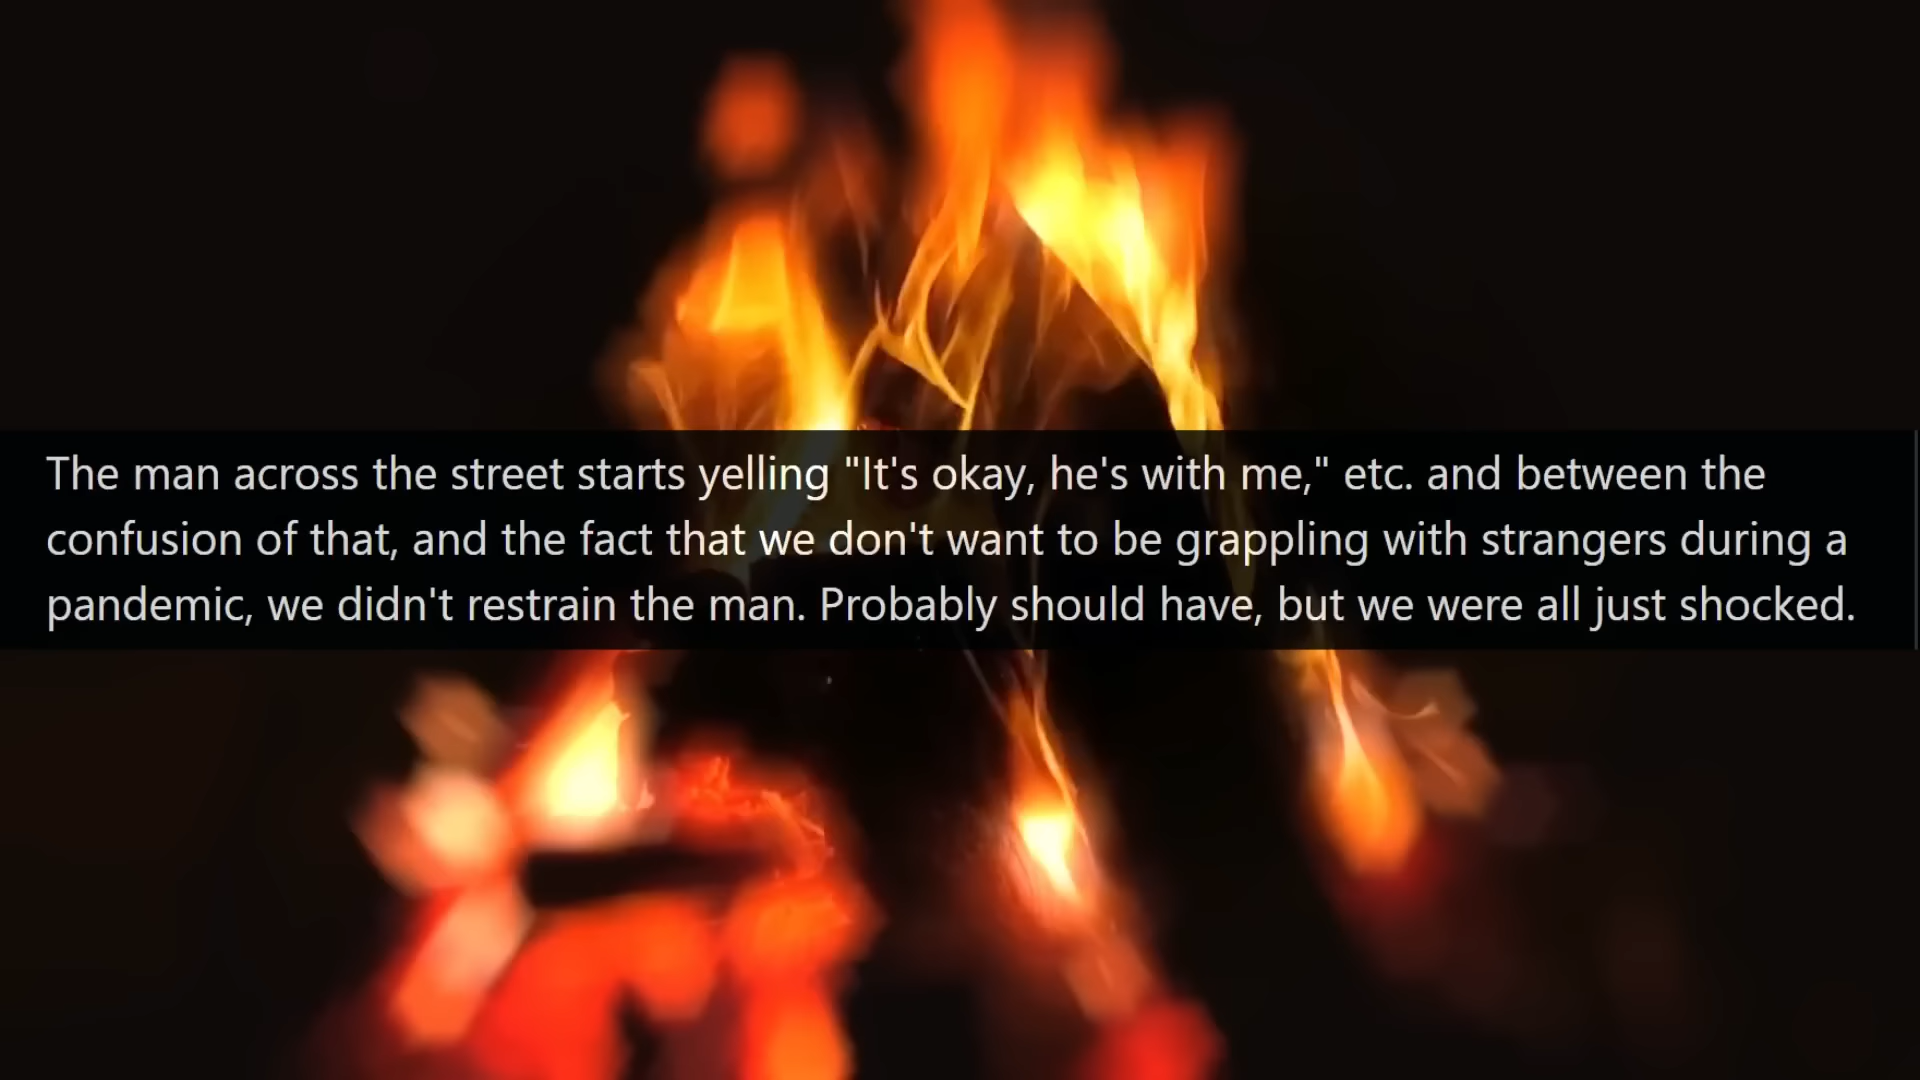 The man across the street starts yelling "It's okay, he's with me," etc. and between the
confusion of that, and the fact that we don't want to be grappling with strangers during a
pandemic, we didn't restrain the man. Probably should have, but we were all just shocked.